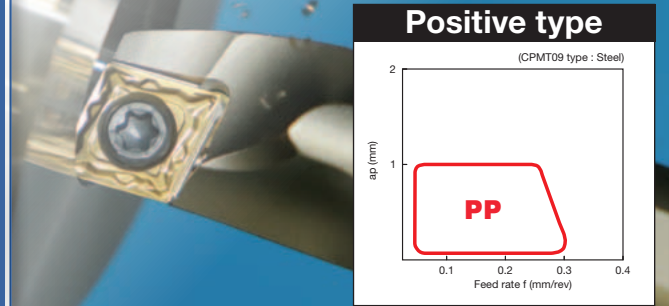 Positive type
(CPMT09 type : Steel)
2
ap (mm)
1
PP
0.1 0.2 0.3 0.4
Feed rate f (mm/rev)